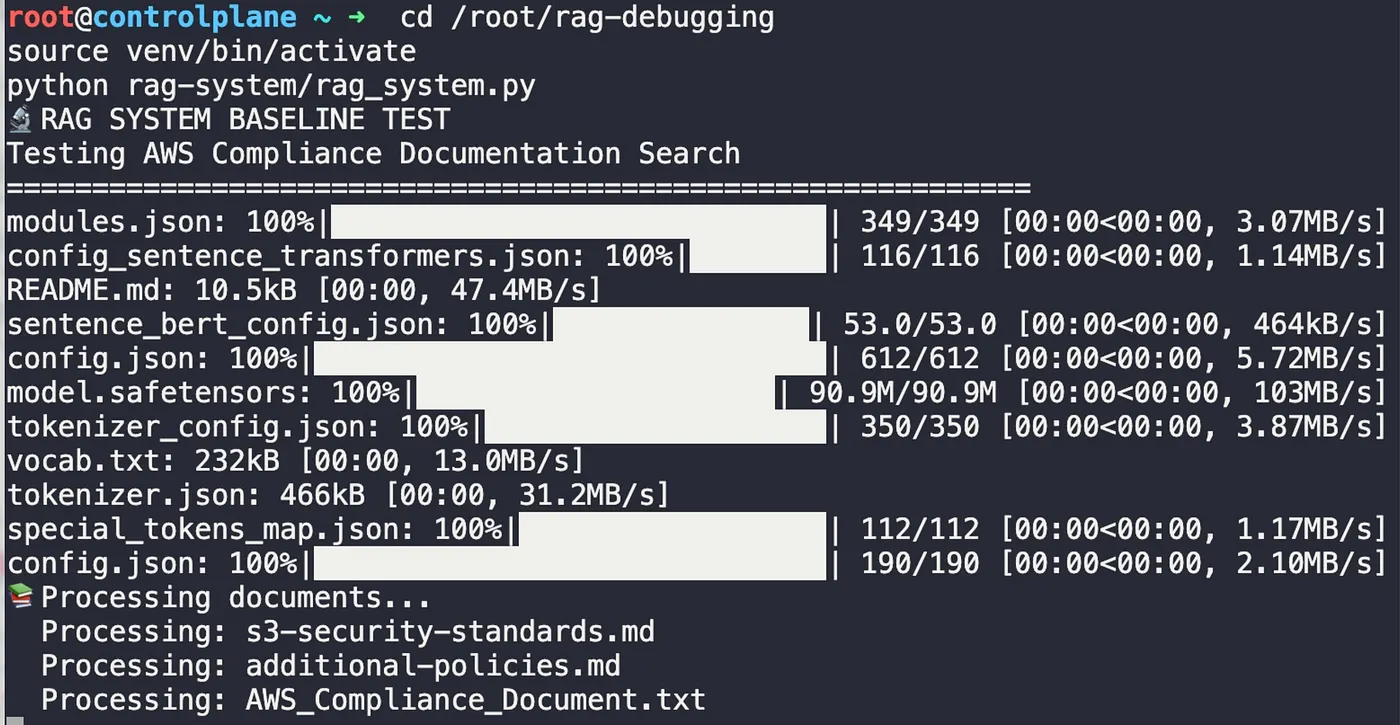 root@controlplane ~ ➜  cd /root/rag-debugging
source venv/bin/activate
python rag-system/rag_system.py
🔬 RAG SYSTEM BASELINE TEST
Testing AWS Compliance Documentation Search
============================================================
modules.json: 100%|                             | 349/349 [00:00<00:00, 3.07MB/s]
config_sentence_transformers.json: 100%|        | 116/116 [00:00<00:00, 1.14MB/s]
README.md: 10.5kB [00:00, 47.4MB/s]
sentence_bert_config.json: 100%|               | 53.0/53.0 [00:00<00:00, 464kB/s]
config.json: 100%|                              | 612/612 [00:00<00:00, 5.72MB/s]
model.safetensors: 100%|                     | 90.9M/90.9M [00:00<00:00, 103MB/s]
tokenizer_config.json: 100%|                    | 350/350 [00:00<00:00, 3.87MB/s]
vocab.txt: 232kB [00:00, 13.0MB/s]
tokenizer.json: 466kB [00:00, 31.2MB/s]
special_tokens_map.json: 100%|                  | 112/112 [00:00<00:00, 1.17MB/s]
config.json: 100%|                              | 190/190 [00:00<00:00, 2.10MB/s]
📚 Processing documents...
  Processing: s3-security-standards.md
  Processing: additional-policies.md
  Processing: AWS_Compliance_Document.txt